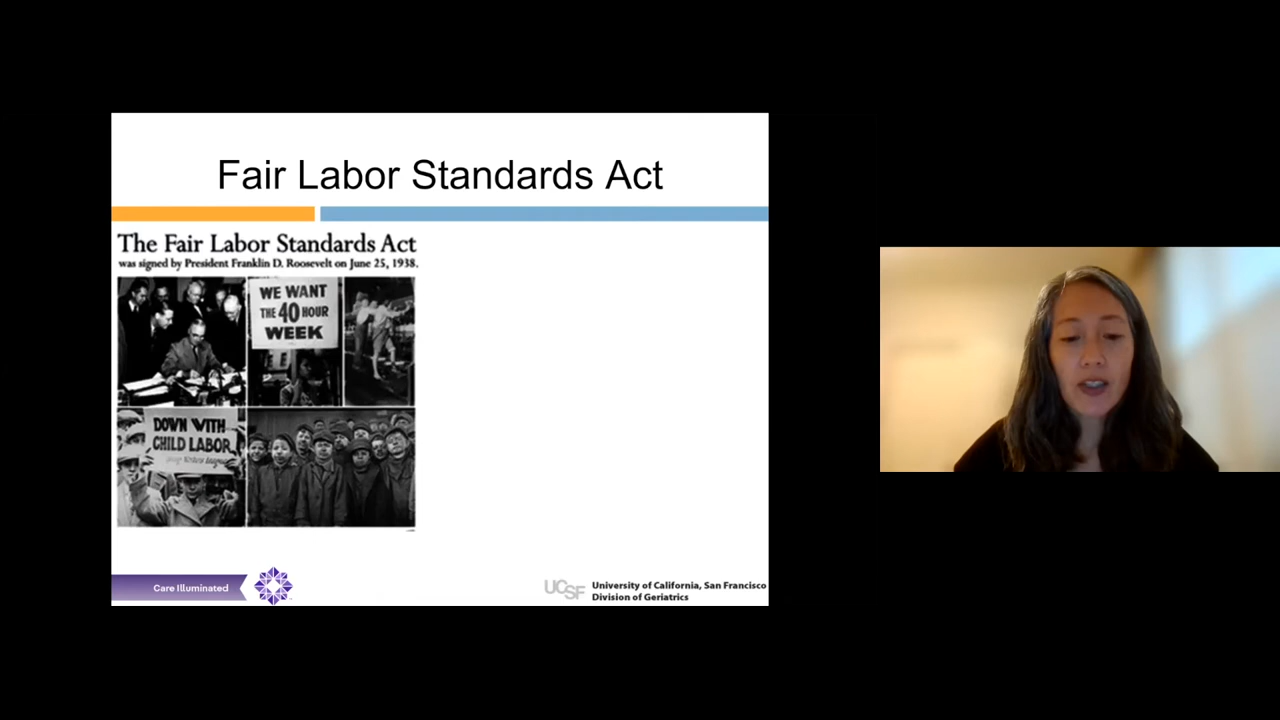 Fair Labor Standards Act
The Fair Labor Standards Act
was signed by President Franklin D. Roosevelt on June 25, 1938.
WE WANT
THE 40 HOUR
WEEK
DOWN WITH
CHILD LABOR
Care Illuminated
UCSF
University of California, San Francisco
Division of Geriatrics